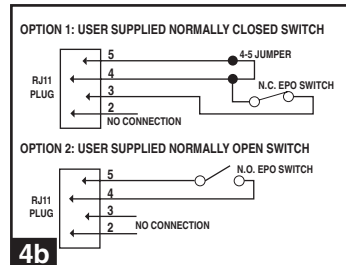 OPTION 1: USER SUPPLIED NORMALLY CLOSED SWITCH
5
4-5 JUMPER
4
N.C. EPO SWITCH
3
RJ11
PLUG
2
NO CONNECTION
OPTION 2: USER SUPPLIED NORMALLY OPEN SWITCH
5
N.O. EPO SWITCH
4
RJ11
PLUG
3
NO CONNECTION
2
4b